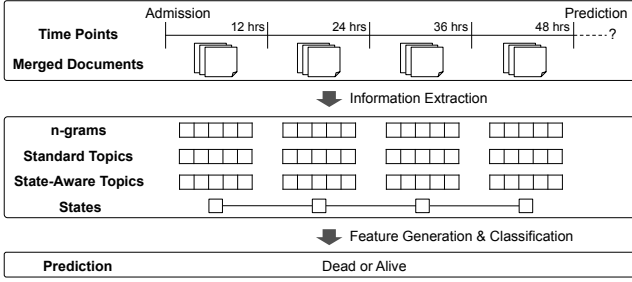 Admission Prediction
12 hrs 24 hrs 36 hrs 48 hrs
Time Points ?
Merged Documents
Information Extraction
n-grams
Standard Topics
State-Aware Topics
States
Feature Generation & Classification
Prediction Dead or Alive